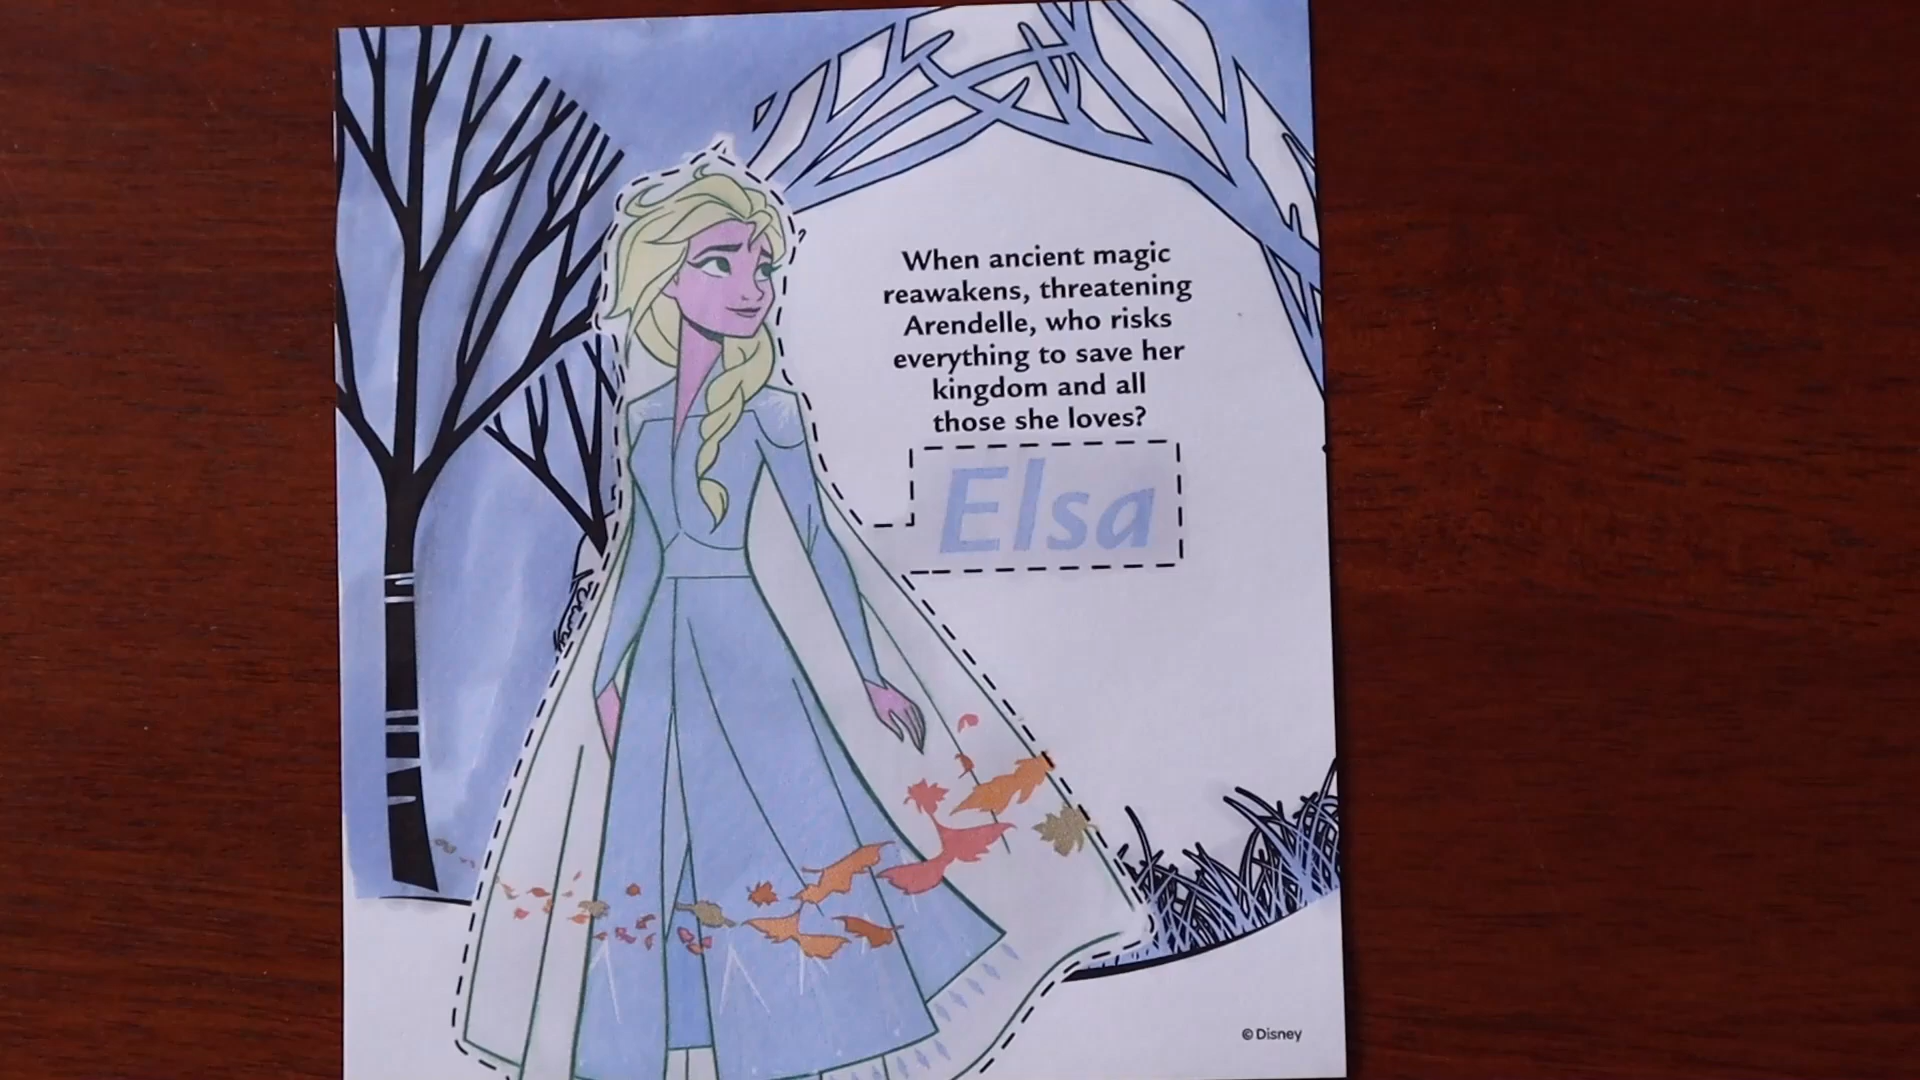 When ancient magic
reawakens, threatening
Arendelle, who risks
everything to save her
kingdom and all
those she loves?
Elsa
© Disney